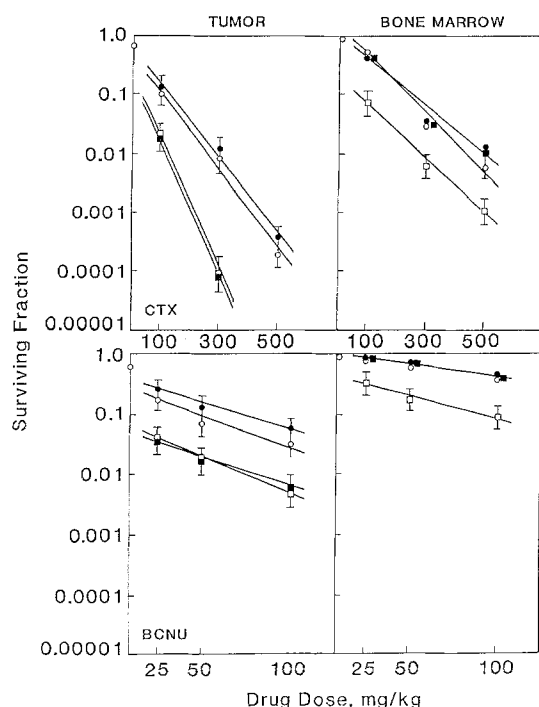 TUMOR BONE MARROW
1.0
0.1
0.01
0.001
0.0001
0.00001
CTX
100 300 500 100 300 500
Surviving Fraction
1.0
0.1
0.01
0.001
0.0001
0.00001
BCNU
25 50 100 25 50 100
Drug Dose, mg/kg